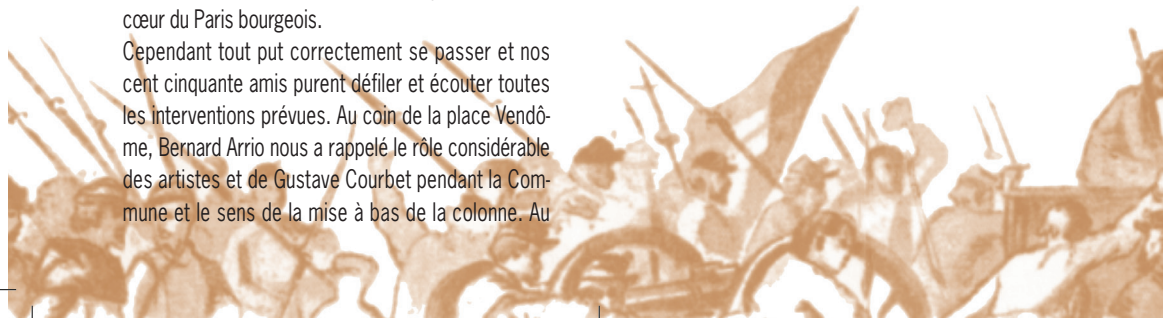 cœur du Paris bourgeois.
Cependant tout put correctement se passer et nos
cent cinquante amis purent défiler et écouter toutes
les interventions prévues. Au coin de la place Vendô-
me, Bernard Arrio nous a rappelé le rôle considérable
des artistes et de Gustave Courbet pendant la Com-
mune et le sens de la mise à bas de la colonne. Au